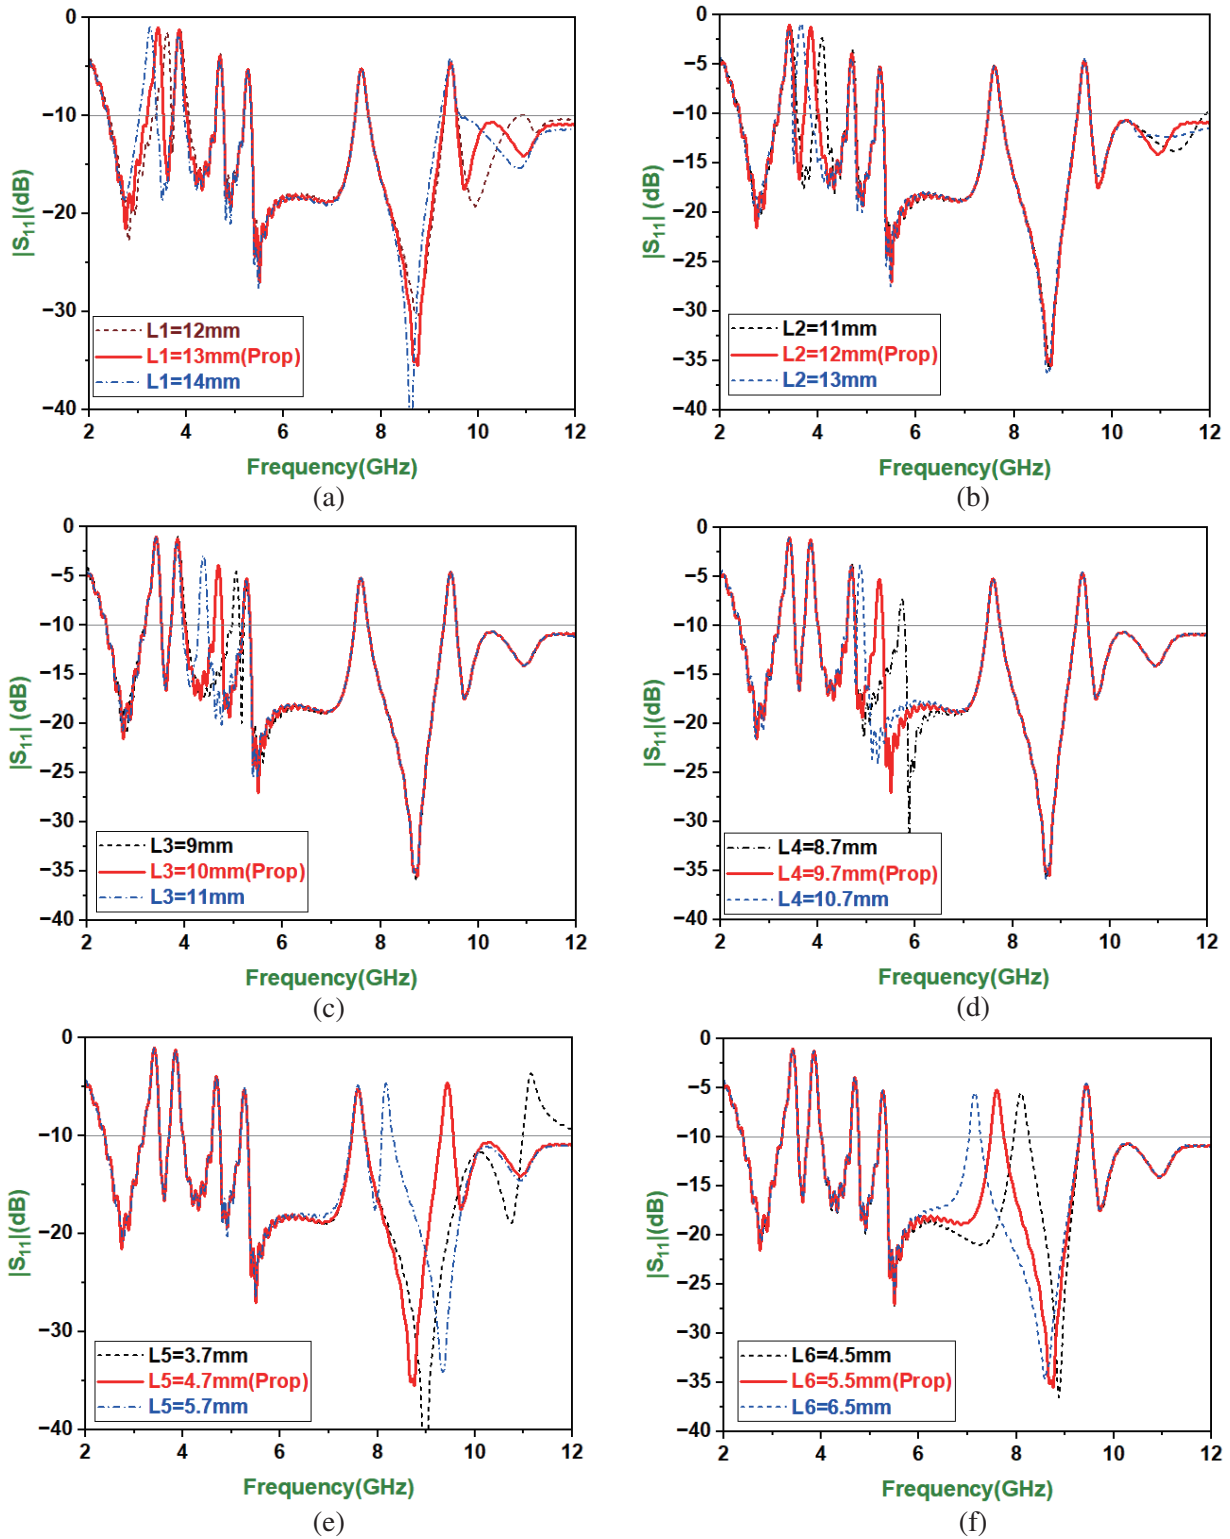 0
−10
−20
−30
−40
|S11|(dB)
L1=12mm
L1=13mm(Prop)
L1=14mm
2 4 6 8 10 12
Frequency(GHz)
(a)
0
−5
−10
−15
−20
−25
−30
−35
−40
|S11| (dB)
L2=11mm
L2=12mm(Prop)
L2=13mm
2 4 6 8 10 12
Frequency(GHz)
(b)
0
−5
−10
−15
−20
−25
−30
−35
−40
|S11| (dB)
L3=9mm
L3=10mm(Prop)
L3=11mm
2 4 6 8 10 12
Frequency(GHz)
(c)
0
−5
−10
−15
−20
−25
−30
−35
−40
|S11| (dB)
L4=8.7mm
L4=9.7mm(Prop)
L4=10.7mm
2 4 6 8 10 12
Frequency(GHz)
(d)
0
−10
−20
−30
−40
|S11|(dB)
L5=3.7mm
L5=4.7mm(Prop)
L5=5.7mm
2 4 6 8 10 12
Frequency(GHz)
(e)
0
−5
−10
−15
−20
−25
−30
−35
−40
|S11|(dB)
L6=4.5mm
L6=5.5mm(Prop)
L6=6.5mm
2 4 6 8 10 12
Frequency(GHz)
(f)